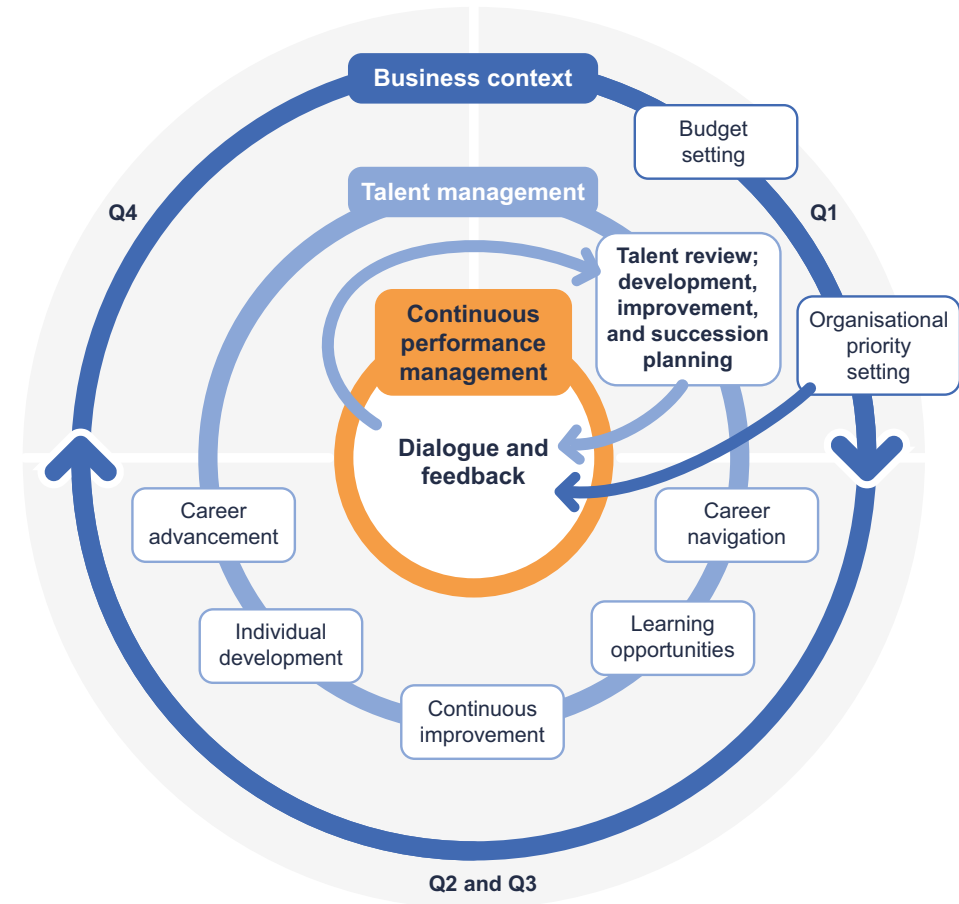 Business context
Budget
setting
Talent management
Q4
Q1
Talent review;
development,
improvement,
and succession
planning
Continuous
performance
management
Organisational
priority
setting
Dialogue and
feedback
Career
advancement
Career
navigation
Individual
development
Learning
opportunities
Continuous
improvement
Q2 and Q3